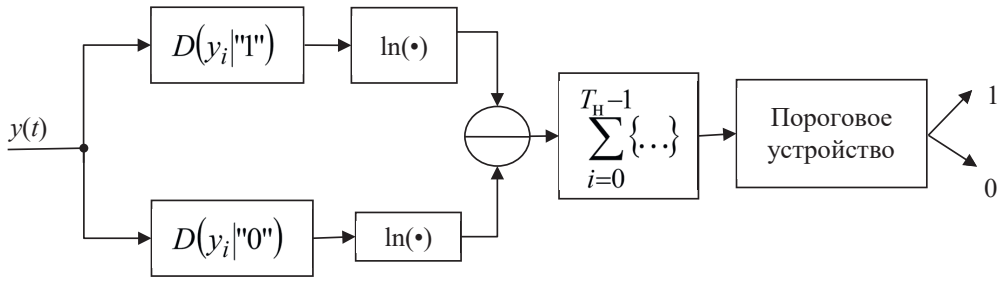 D(y_i|"1")
ln(•)
y(t)
T_н−1
∑{...}
i=0
Пороговое
устройство
1
0
D(y_i|"0")
ln(•)